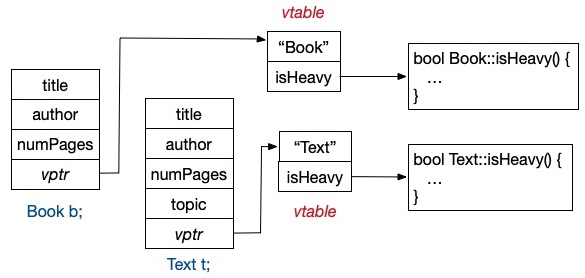 vtable
“Book”
isHeavy
bool Book::isHeavy() {
...
}
title
author
numPages
vptr
Book b;
title
author
numPages
topic
vptr
Text t;
“Text”
isHeavy
vtable
bool Text::isHeavy() {
...
}